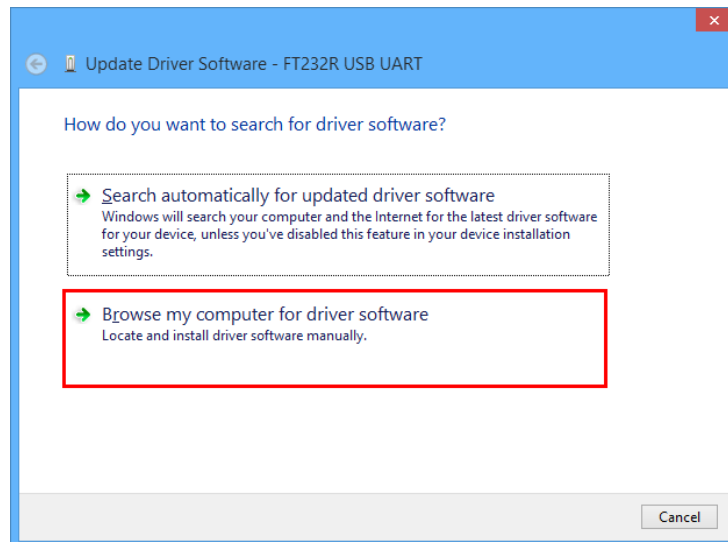 Update Driver Software - FT232R USB UART
How do you want to search for driver software?
Search automatically for updated driver software
Windows will search your computer and the Internet for the latest driver software
for your device, unless you've disabled this feature in your device installation
settings.
Browse my computer for driver software
Locate and install driver software manually.
Cancel